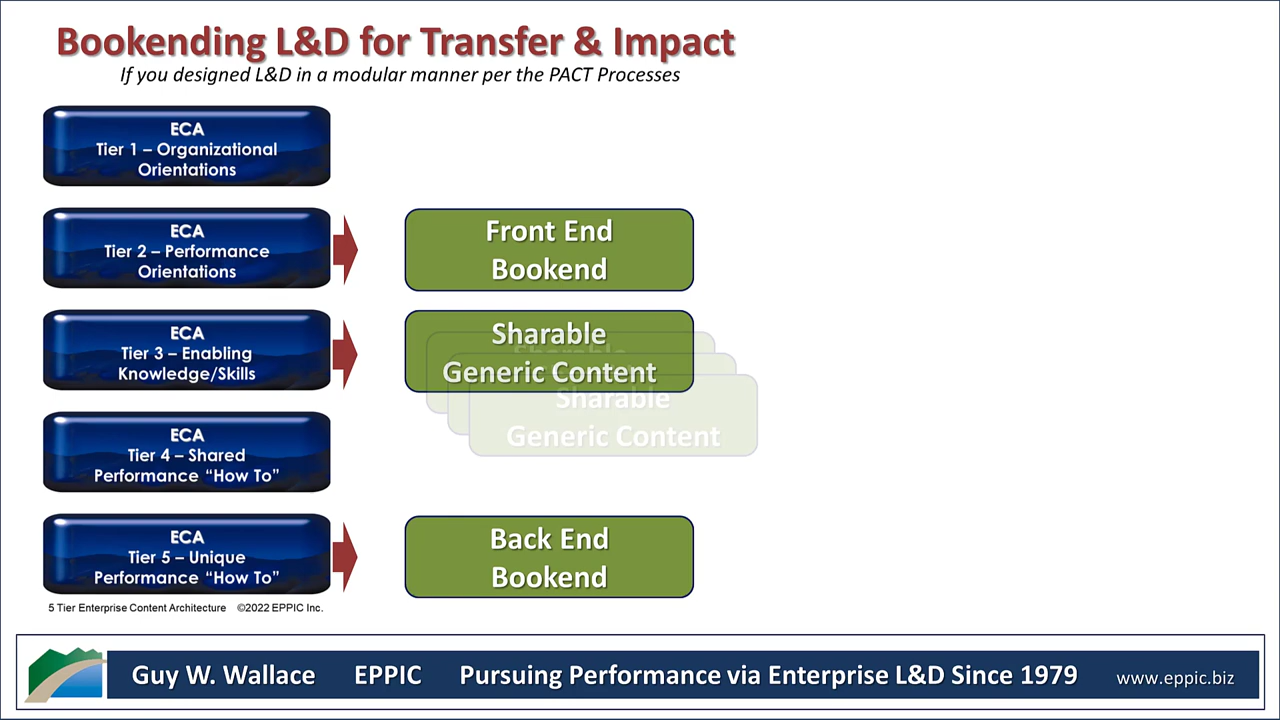 Bookending L&D for Transfer & Impact
If you designed L&D in a modular manner per the PACT Processes
ECA
Tier 1 – Organizational
Orientations
ECA
Tier 2 – Performance
Orientations
Front End
Bookend
ECA
Tier 3 – Enabling
Knowledge/Skills
Sharable
Generic Content
Sharable
Sharable
Generic Content
ECA
Tier 4 – Shared
Performance “How To”
ECA
Tier 5 – Unique
Performance “How To”
Back End
Bookend
5 Tier Enterprise Content Architecture ©2022 EPPIC Inc.
Guy W. Wallace EPPIC Pursuing Performance via Enterprise L&D Since 1979 www.eppic.biz